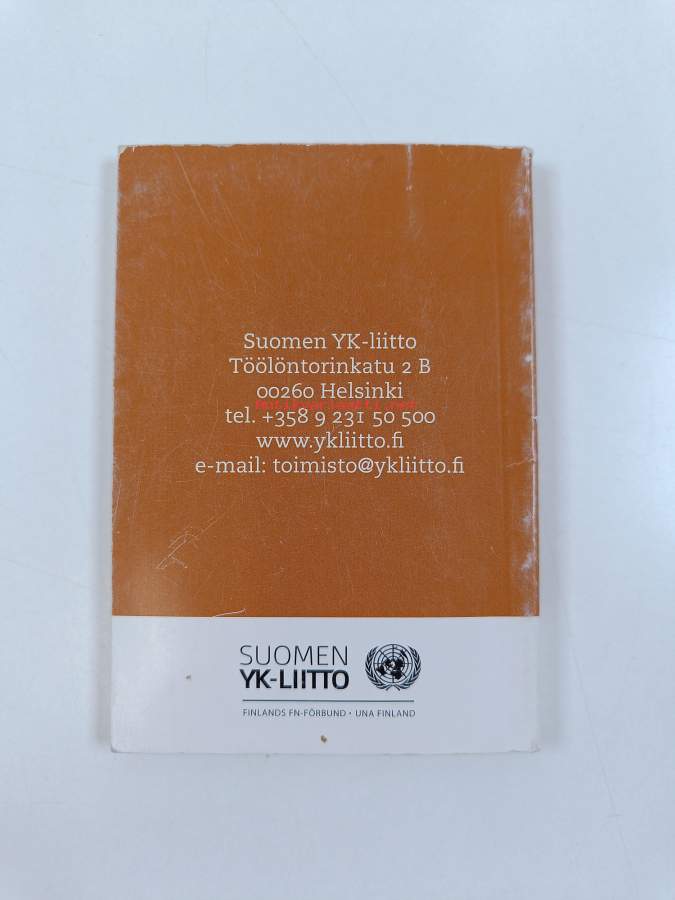 Suomen YK-liitto
Töölöntorinkatu 2 B
00260 Helsinki
tel. +358 9 231 50 500
www.ykliitto.fi
e-mail: toimisto@ykliitto.fi
SUOMEN
YK-LIITTO
FINLANDS FN-FÖRBUND • UNA FINLAND